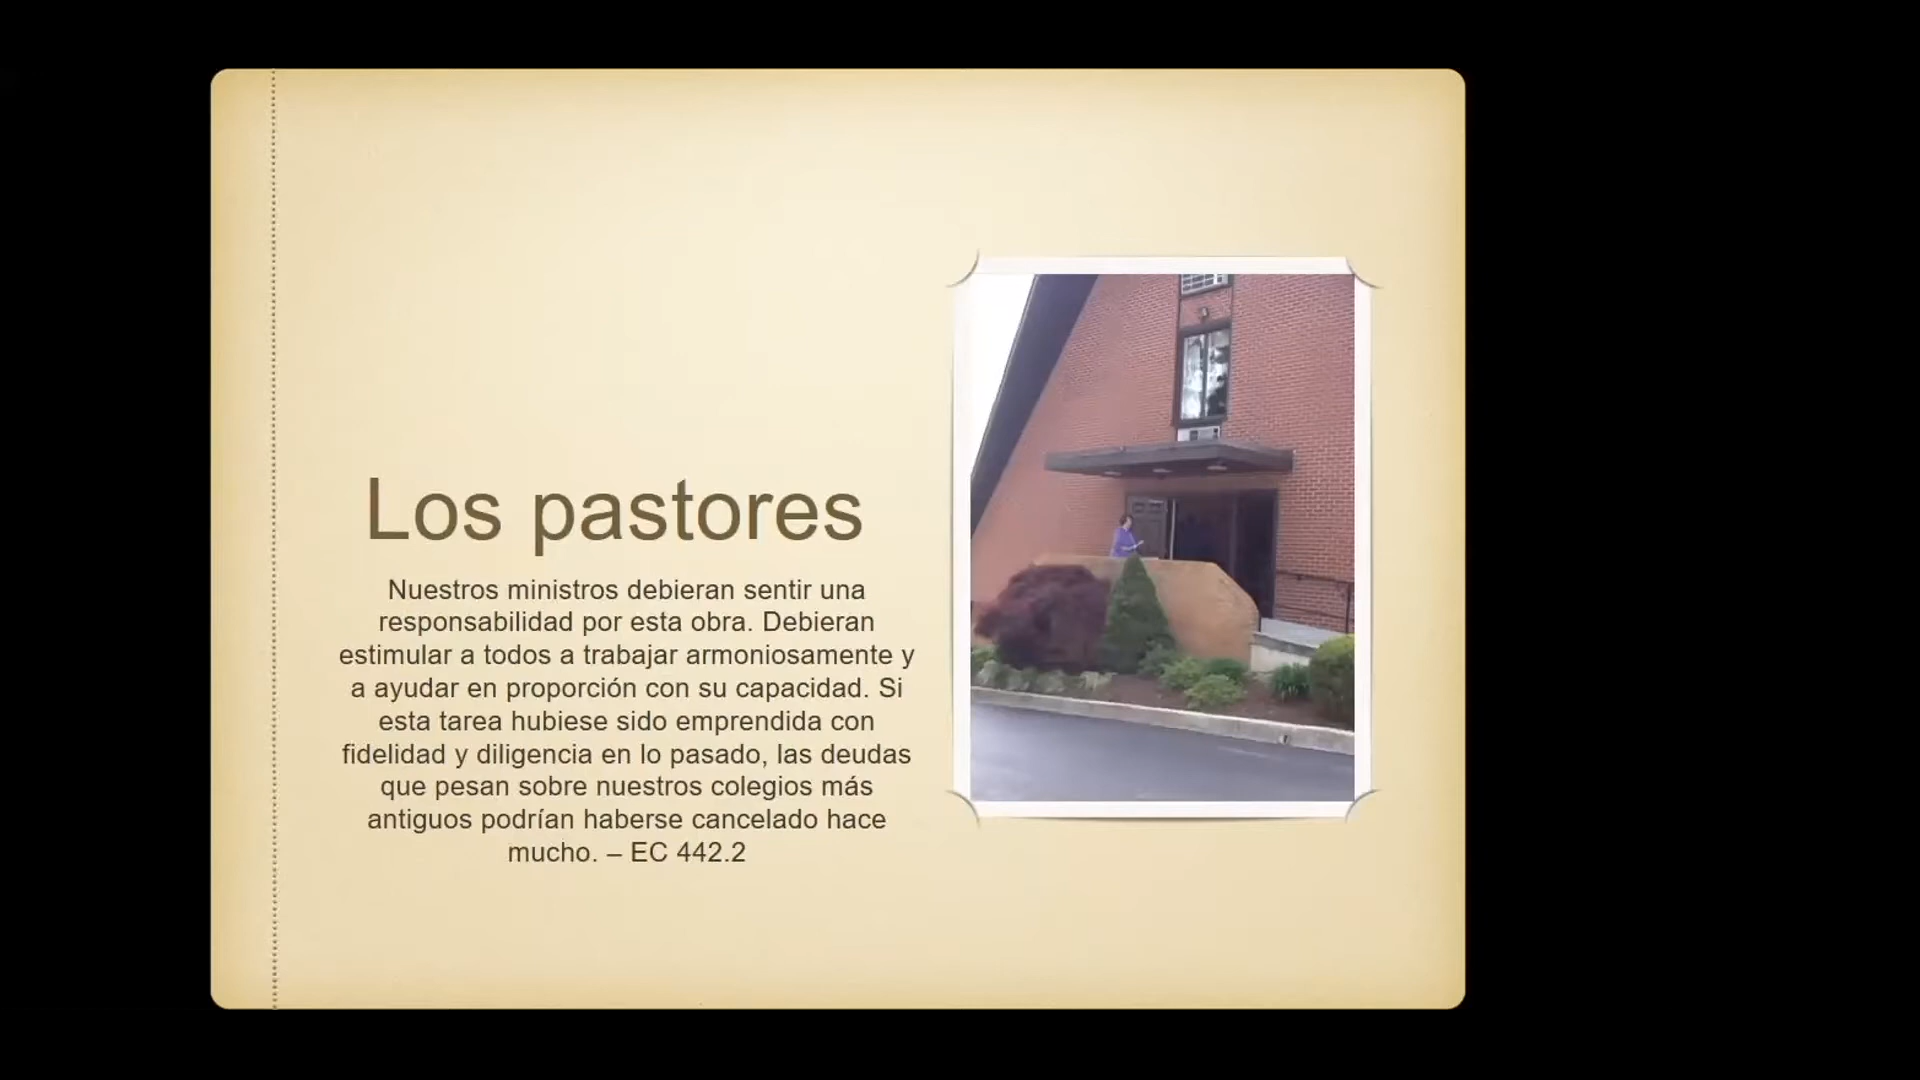 Los pastores
Nuestros ministros debieran sentir una
responsabilidad por esta obra. Debieran
estimular a todos a trabajar armoniosamente y
a ayudar en proporción con su capacidad. Si
esta tarea hubiese sido emprendida con
fidelidad y diligencia en lo pasado, las deudas
que pesan sobre nuestros colegios más
antiguos podrían haberse cancelado hace
mucho. – EC 442.2